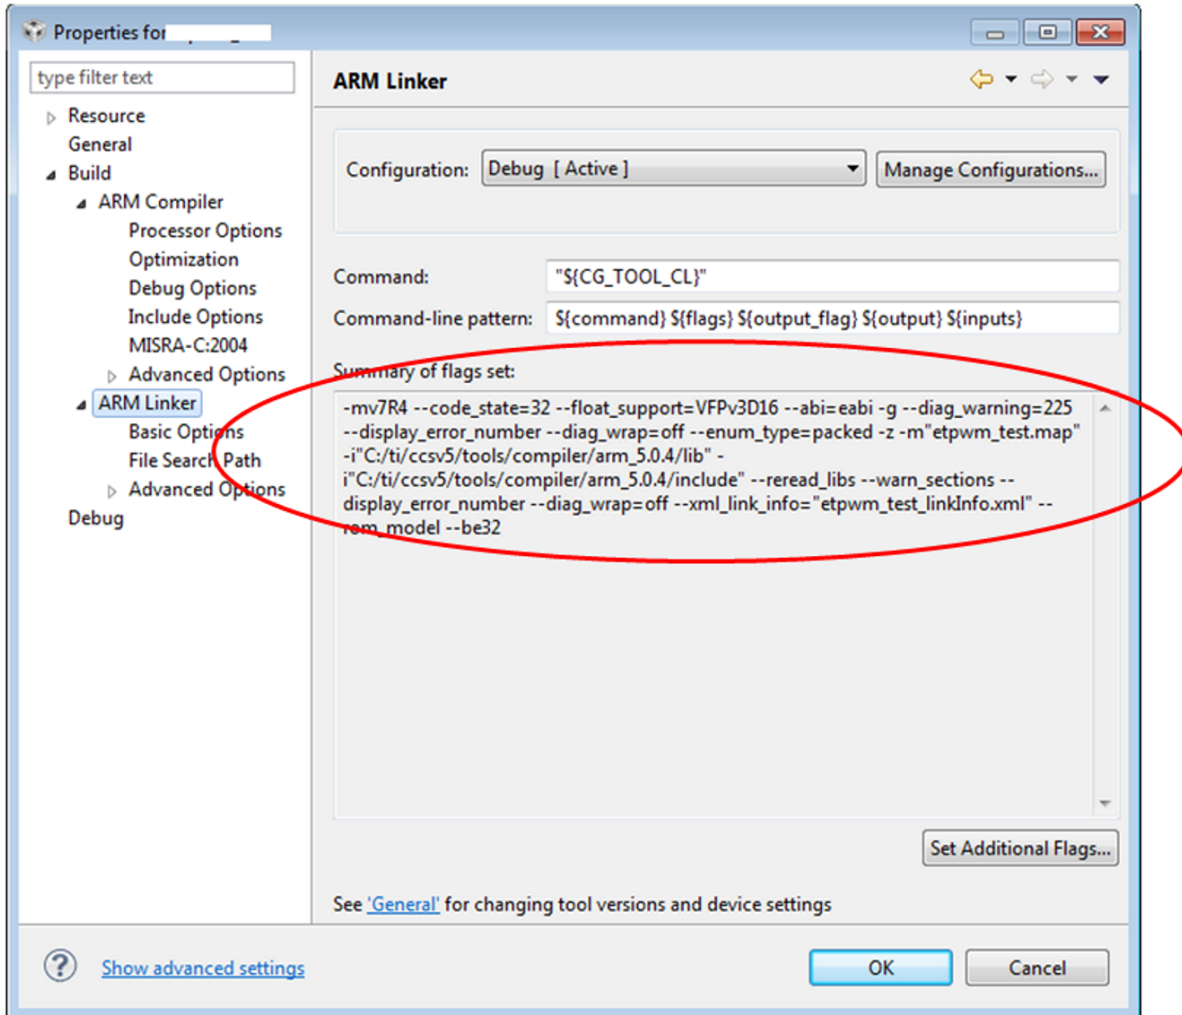 Properties for
type filter text
Resource
General
Build
ARM Compiler
Processor Options
Optimization
Debug Options
Include Options
MISRA-C:2004
Advanced Options
ARM Linker
Basic Options
File Search Path
Advanced Options
Debug
ARM Linker
Configuration: Debug [ Active ] Manage Configurations...
Command: "${CG_TOOL_CL}"
Command-line pattern: ${command} ${flags} ${output_flag} ${output} ${inputs}
Summary of flags set:
-mv7R4 --code_state=32 --float_support=VFPv3D16 --abi=eabi -g --diag_warning=225
--display_error_number --diag_wrap=off --enum_type=packed -z -m"etpwm_test.map"
-i"C:/ti/ccsv5/tools/compiler/arm_5.0.4/lib" -
i"C:/ti/ccsv5/tools/compiler/arm_5.0.4/include" --reread_libs --warn_sections --
display_error_number --diag_wrap=off --xml_link_info="etpwm_test_linkInfo.xml" --
rom_model --be32
Set Additional Flags...
See 'General' for changing tool versions and device settings
? Show advanced settings
OK Cancel